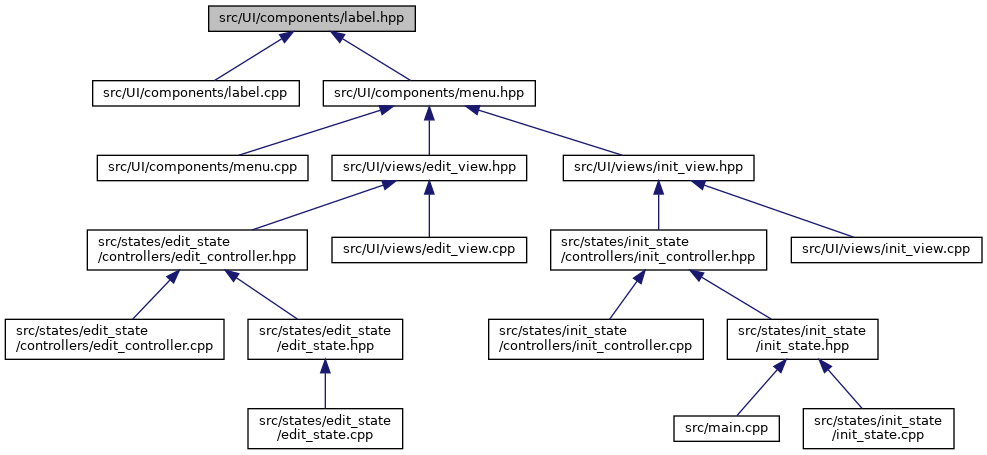 src/UI/components/label.hpp
src/UI/components/label.cpp
src/UI/components/menu.hpp
src/UI/components/menu.cpp
src/UI/views/edit_view.hpp
src/UI/views/init_view.hpp
src/states/edit_state
/controllers/edit_controller.hpp
src/UI/views/edit_view.cpp
src/states/init_state
/controllers/init_controller.hpp
src/UI/views/init_view.cpp
src/states/edit_state
/controllers/edit_controller.cpp
src/states/edit_state
/edit_state.hpp
src/states/init_state
/controllers/init_controller.cpp
src/states/init_state
/init_state.hpp
src/states/edit_state
/edit_state.cpp
src/main.cpp
src/states/init_state
/init_state.cpp